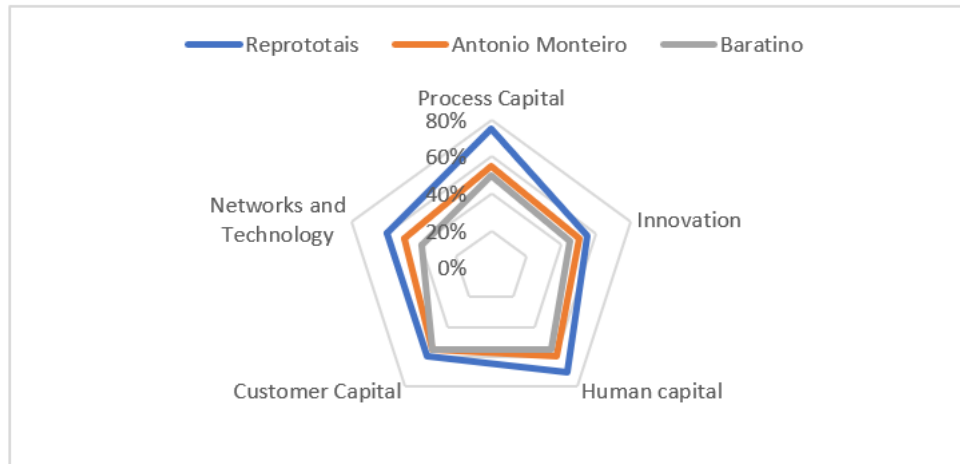 Reprototais Antonio Monteiro Baratino
Process Capital
80%
60%
40%
20%
0%
Networks and
Technology
Innovation
Customer Capital
Human capital